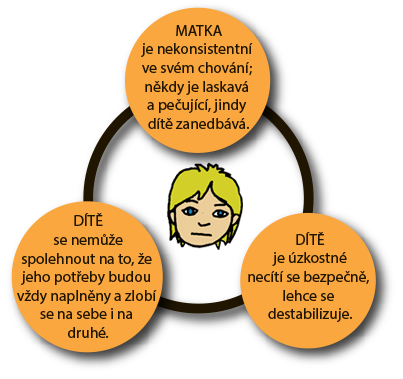 MATKA
je nekonsistentní
ve svém chování;
někdy je laskavá
a pečující, jindy
dítě zanedbává.
DÍTĚ
se nemůže
spolehnout na to, že
jeho potřeby budou
vždy naplněny a zlobí
se na sebe i na
druhé.
DÍTĚ
je úzkostné
necítí se bezpečně,
lehce se
destabilizuje.